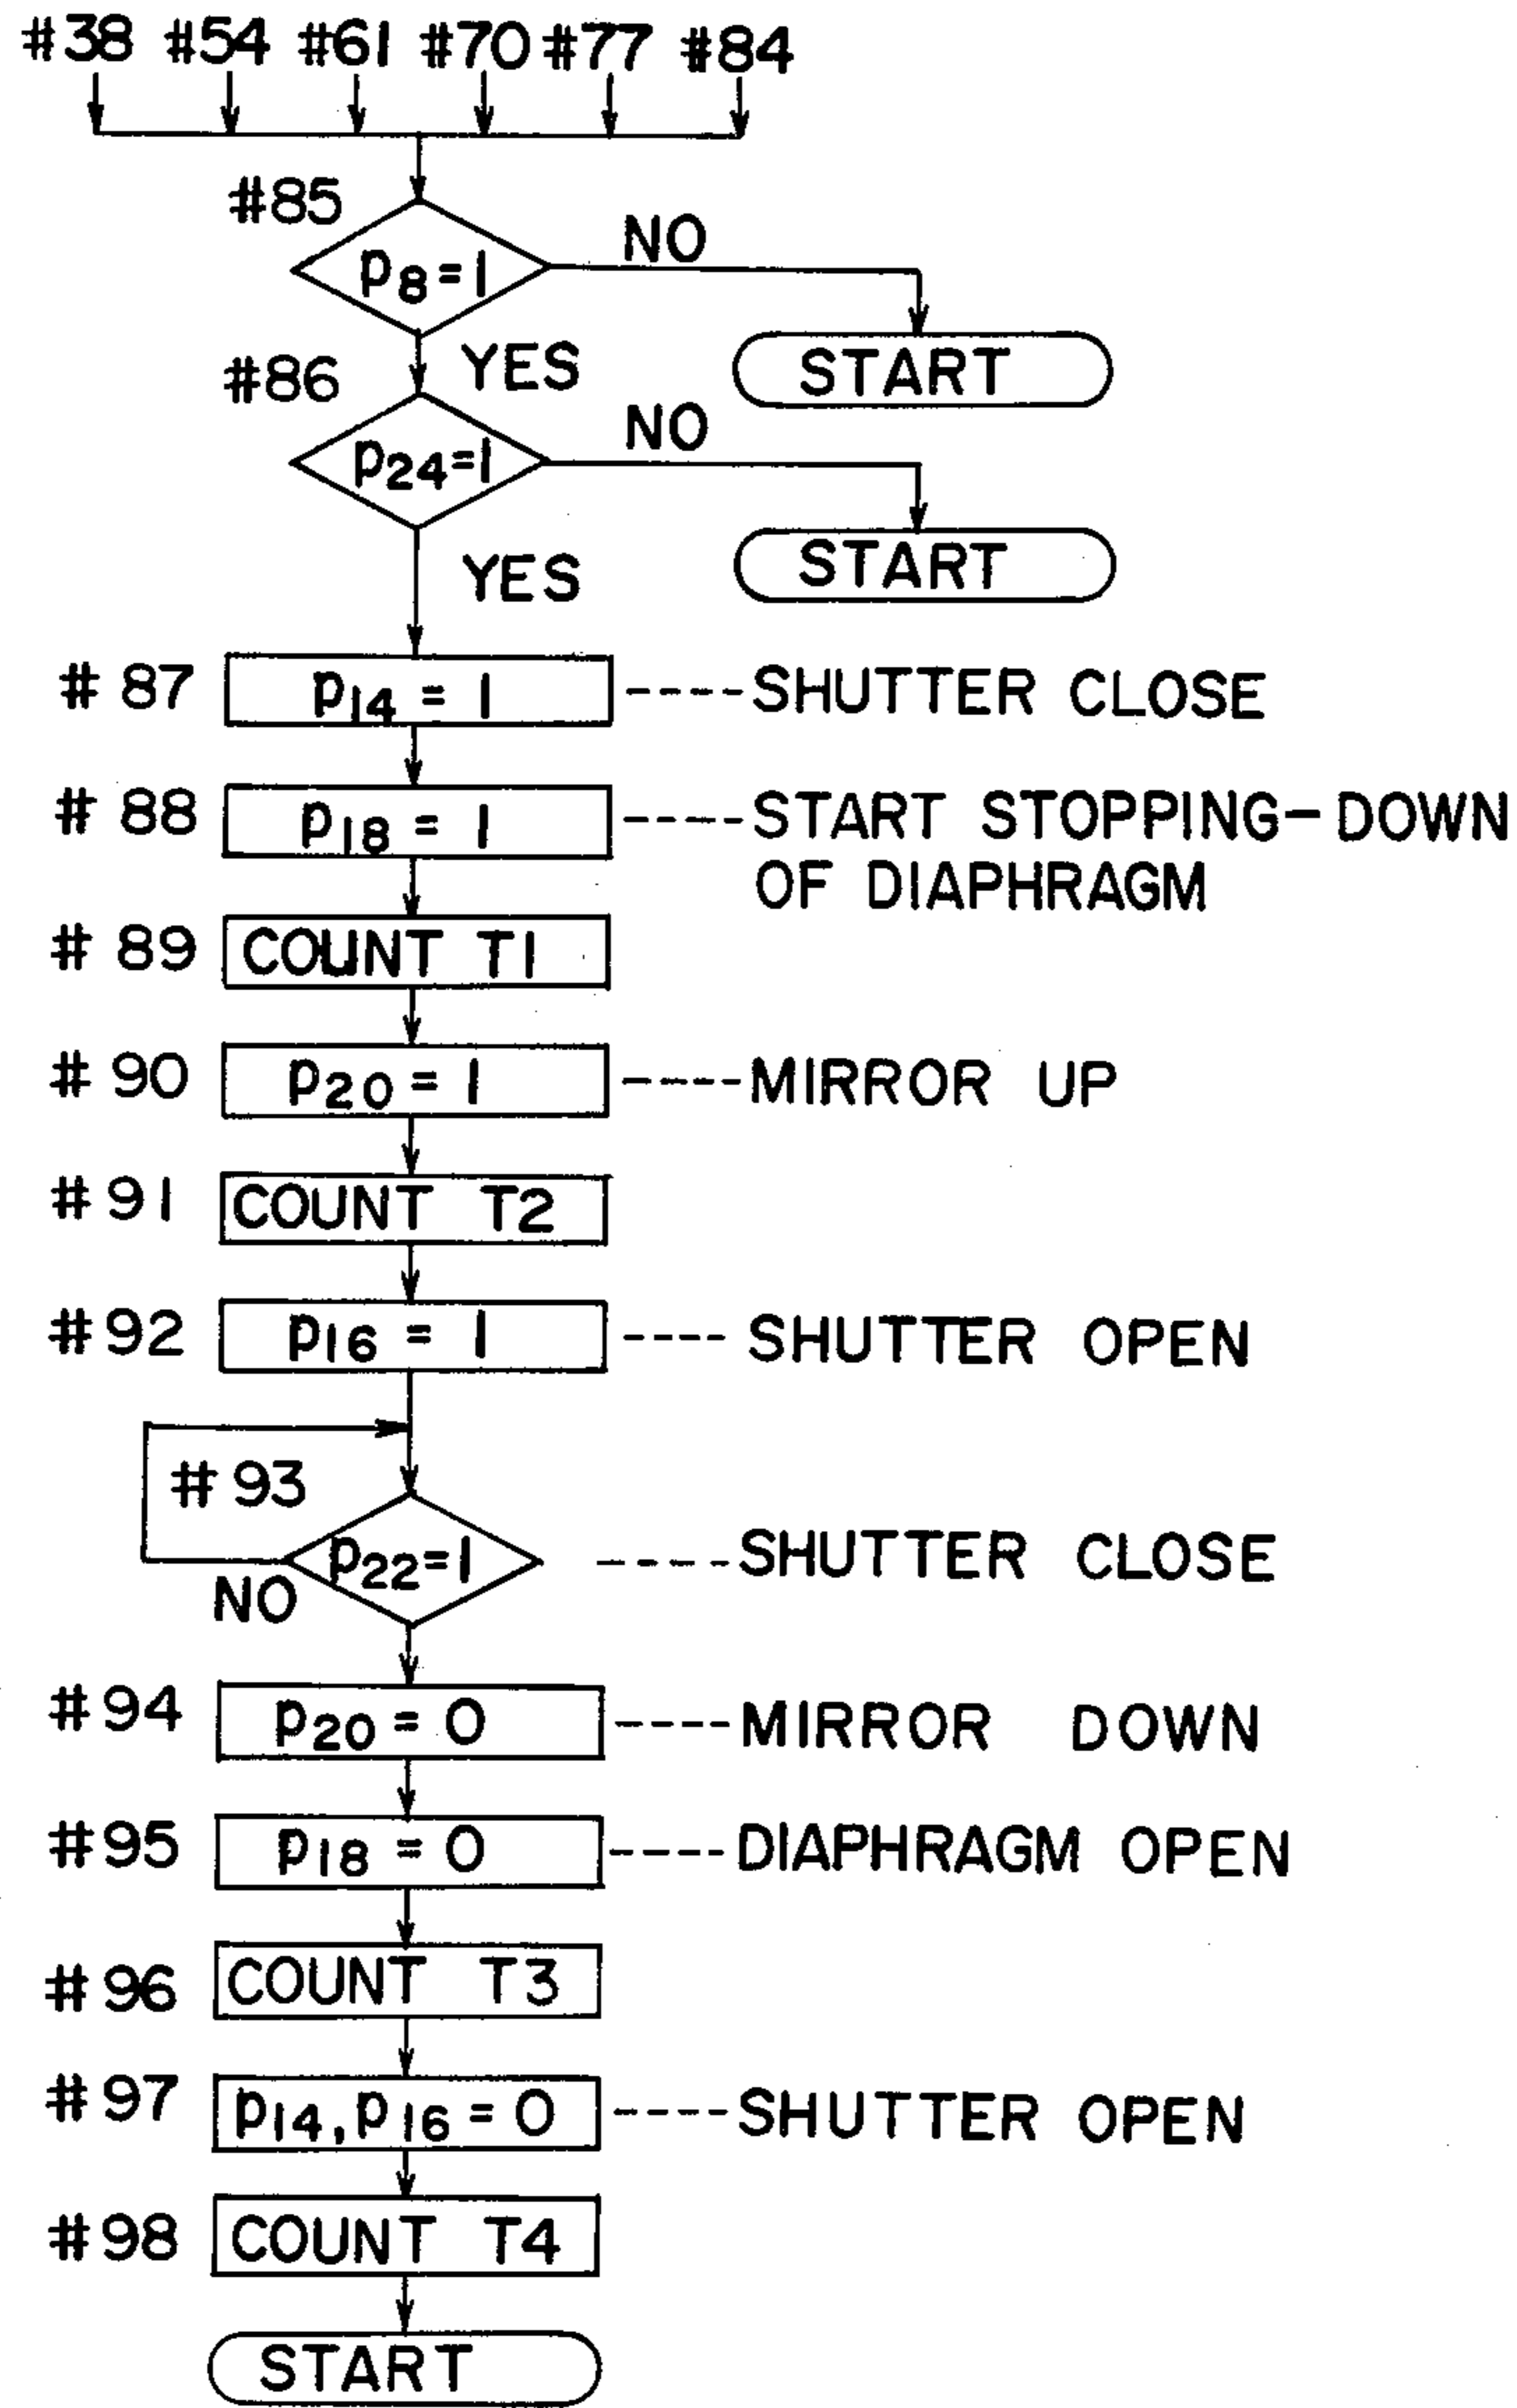 #38 #54 #61 #70 #77 #84
#85
p8=1
NO
START
YES
#86
p24=1
NO
START
YES
# 87 p14 = 1 ---- SHUTTER CLOSE
# 88 p18 = 1 ---- START STOPPING-DOWN
OF DIAPHRAGM
# 89 COUNT T1
# 90 p20 = 1 ---- MIRROR UP
#91 COUNT T2
#92 p16 = 1 ---- SHUTTER OPEN
#93
p22=1 ---- SHUTTER CLOSE
NO
#94 p20 = 0 ---- MIRROR DOWN
#95 p18 = 0 ---- DIAPHRAGM OPEN
#96 COUNT T3
#97 p14, p16 = 0 ---- SHUTTER OPEN
#98 COUNT T4
START